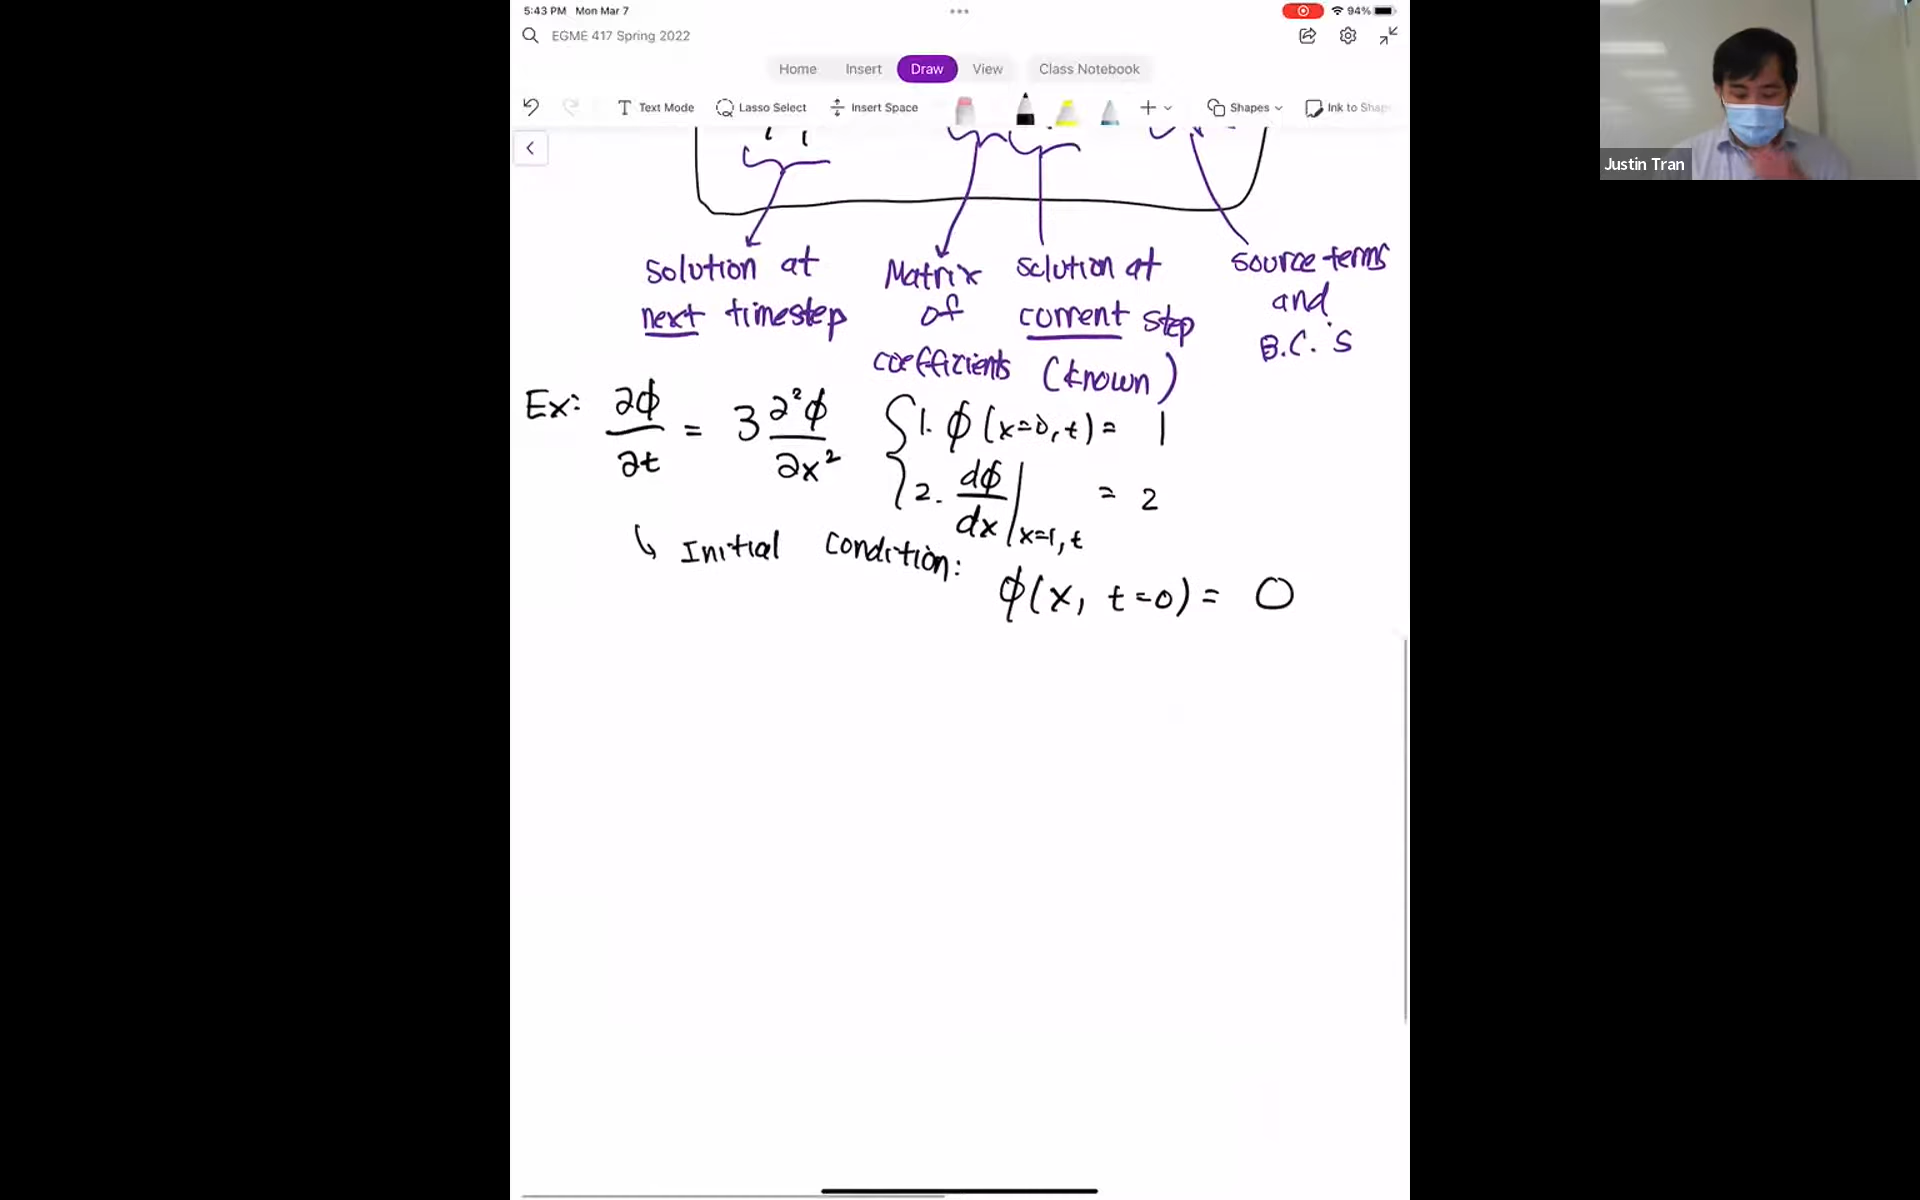 5:43 PM Mon Mar 7
94%
EGME 417 Spring 2022
Home Insert Draw View Class Notebook
Text Mode Lasso Select Insert Space Shapes Ink to Shap
Justin Tran
Solution at next timestep
Matrix of coefficients
solution at current step (known)
source terms and B.C.'s
Ex: ∂ϕ/∂t = 3 ∂²ϕ/∂x²
1. ϕ(x=0, t) = 1
2. dϕ/dx |x=1, t = 2
↳ Initial condition:
ϕ(x, t=0) = 0